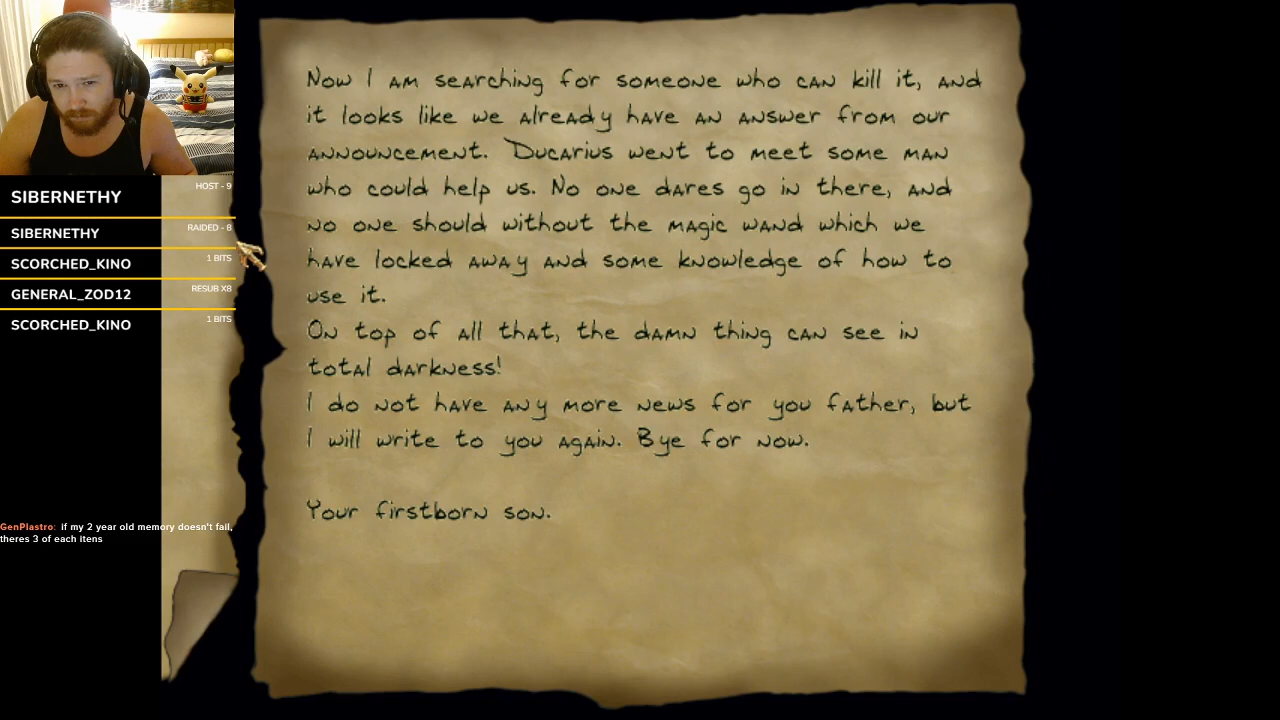 SIBERNETHY
HOST - 9
SIBERNETHY
RAIDED - 8
SCORCHED_KINO
1 BITS
GENERAL_ZOD12
RESUB X8
SCORCHED_KINO
1 BITS
GenPlastro: if my 2 year old memory doesn't fail,
theres 3 of each itens
Now I am searching for someone who can kill it, and
it looks like we already have an answer from our
announcement. Ducarius went to meet some man
who could help us. No one dares go in there, and
no one should without the magic wand which we
have locked away and some knowledge of how to
use it.
On top of all that, the damn thing can see in
total darkness!
I do not have any more news for you father, but
I will write to you again. Bye for now.
Your firstborn son.